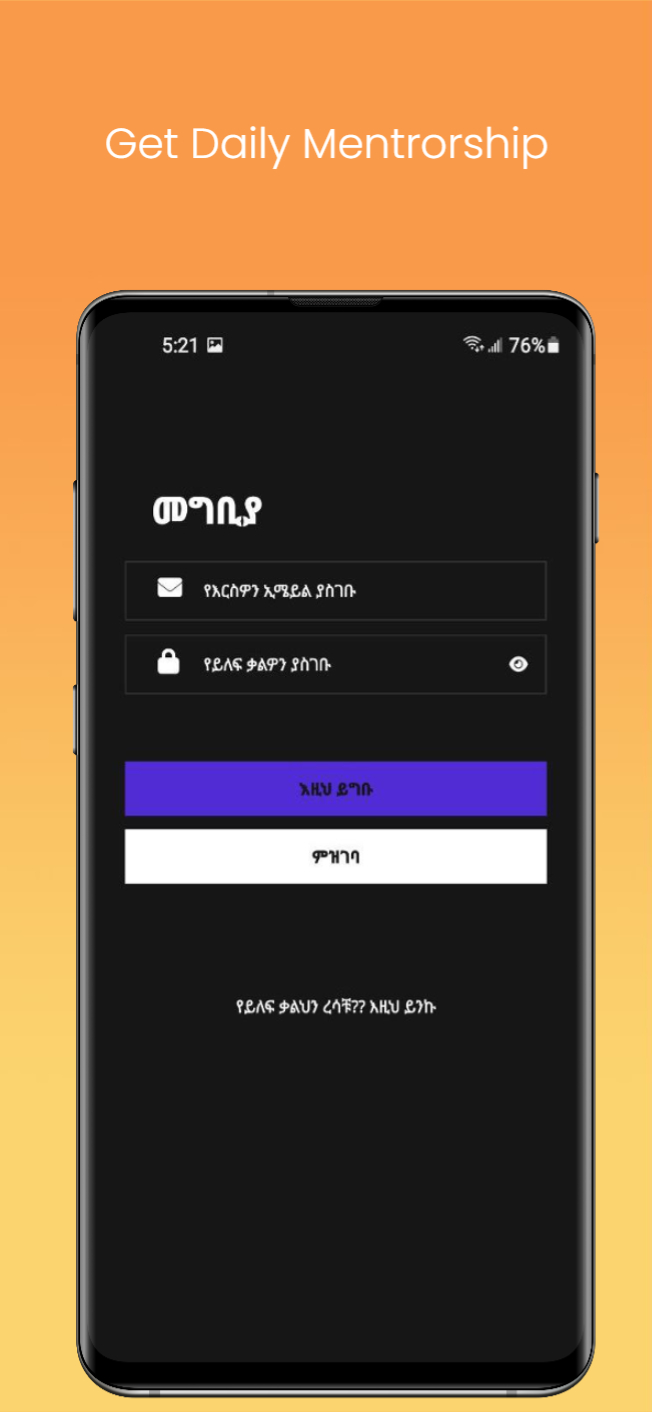 Get Daily Mentrorship
5:21 76%
መግቢያ
የእርስዎን ኢሜይል ያስገቡ
የይለፍ ቃልዎን ያስገቡ
እዚህ ይግቡ
ምዝገባ
የይለፍ ቃልህን ረሳኸኝ?? እዚህ ይንኩ